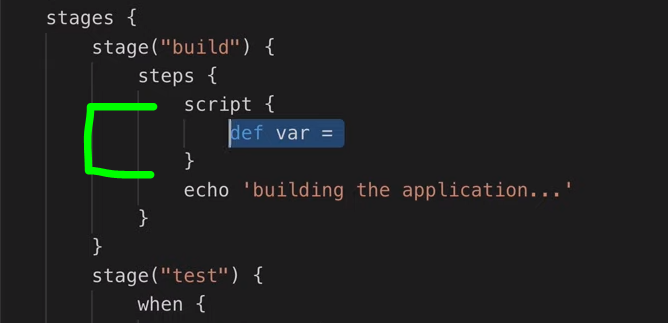 stages {
stage("build") {
steps {
script {
def var =
}
echo 'building the application...'
}
}
stage("test") {
when {